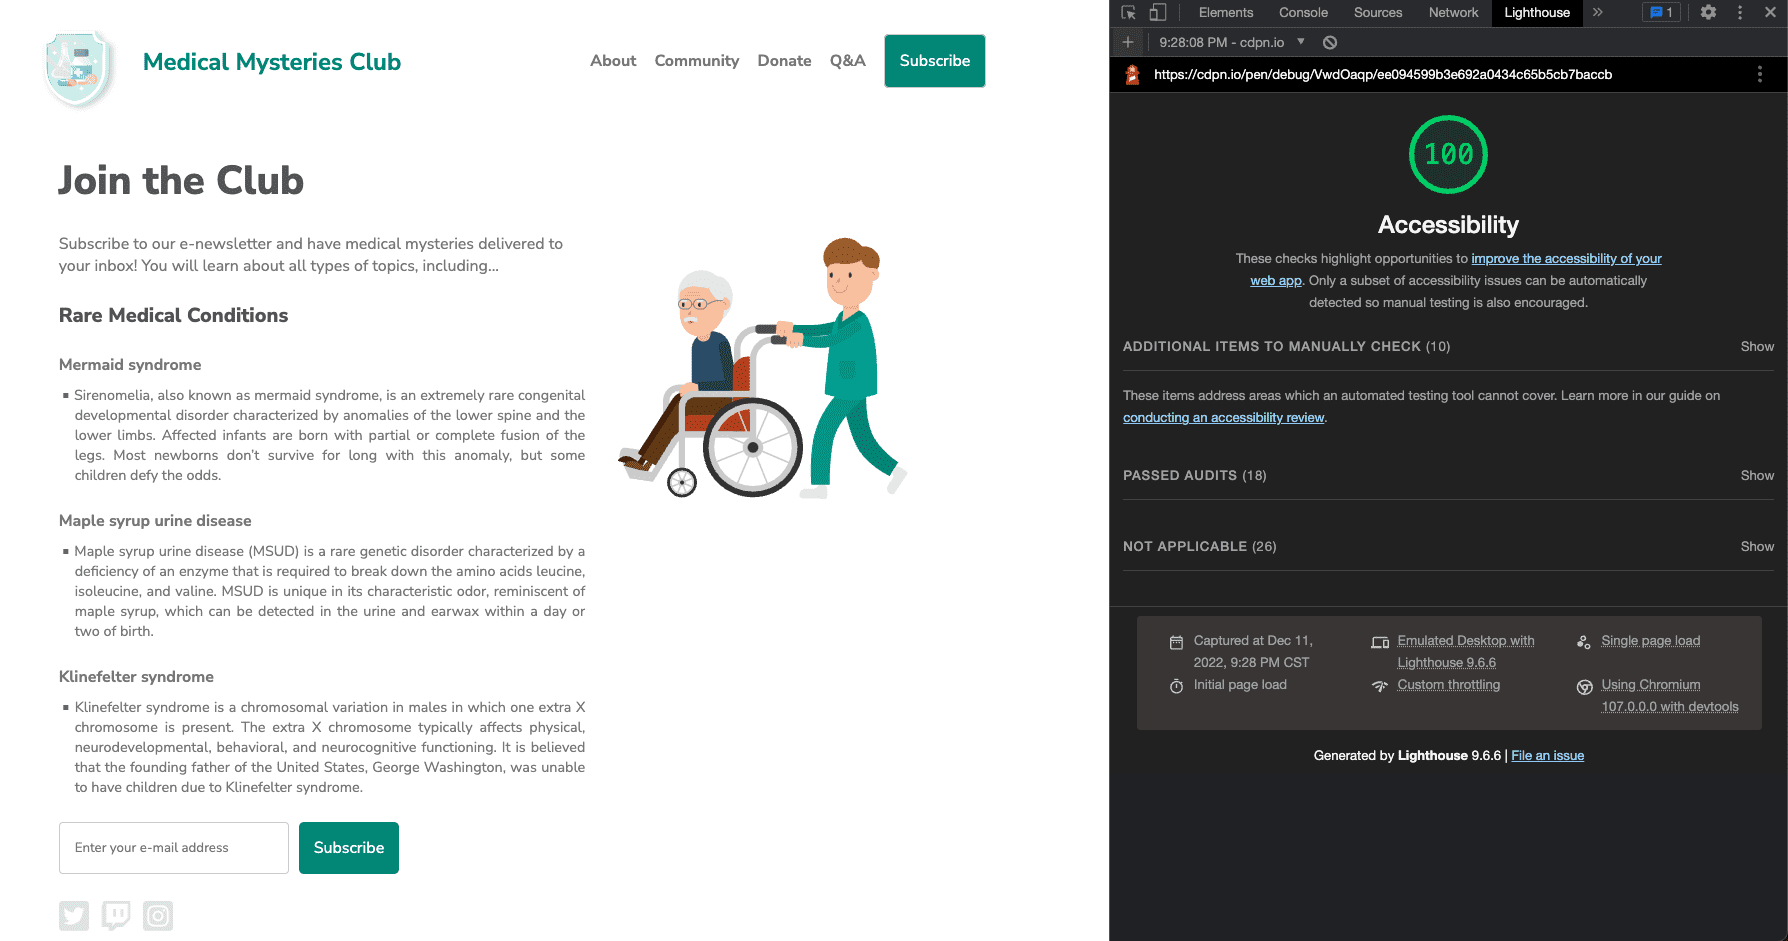 Medical Mysteries Club
About Community Donate Q&A Subscribe
Join the Club
Subscribe to our e-newsletter and have medical mysteries delivered to
your inbox! You will learn about all types of topics, including...
Rare Medical Conditions
Mermaid syndrome
▪ Sirenomelia, also known as mermaid syndrome, is an extremely rare congenital
developmental disorder characterized by anomalies of the lower spine and the
lower limbs. Affected infants are born with partial or complete fusion of the
legs. Most newborns don't survive for long with this anomaly, but some
children defy the odds.
Maple syrup urine disease
▪ Maple syrup urine disease (MSUD) is a rare genetic disorder characterized by a
deficiency of an enzyme that is required to break down the amino acids leucine,
isoleucine, and valine. MSUD is unique in its characteristic odor, reminiscent of
maple syrup, which can be detected in the urine and earwax within a day or
two of birth.
Klinefelter syndrome
▪ Klinefelter syndrome is a chromosomal variation in males in which one extra X
chromosome is present. The extra X chromosome typically affects physical,
neurodevelopmental, behavioral, and neurocognitive functioning. It is believed
that the founding father of the United States, George Washington, was unable
to have children due to Klinefelter syndrome.
Enter your e-mail address Subscribe
Elements Console Sources Network Lighthouse » 1
9:28:08 PM - cdpn.io
https://cdpn.io/pen/debug/VwdOaqp/ee094599b3e692a0434c65b5cb7baccb
100
Accessibility
These checks highlight opportunities to improve the accessibility of your
web app. Only a subset of accessibility issues can be automatically
detected so manual testing is also encouraged.
ADDITIONAL ITEMS TO MANUALLY CHECK (10) Show
These items address areas which an automated testing tool cannot cover. Learn more in our guide on
conducting an accessibility review.
PASSED AUDITS (18) Show
NOT APPLICABLE (26) Show
Captured at Dec 11,
2022, 9:28 PM CST
Emulated Desktop with
Lighthouse 9.6.6
Single page load
Initial page load
Custom throttling
Using Chromium
107.0.0.0 with devtools
Generated by Lighthouse 9.6.6 | File an issue